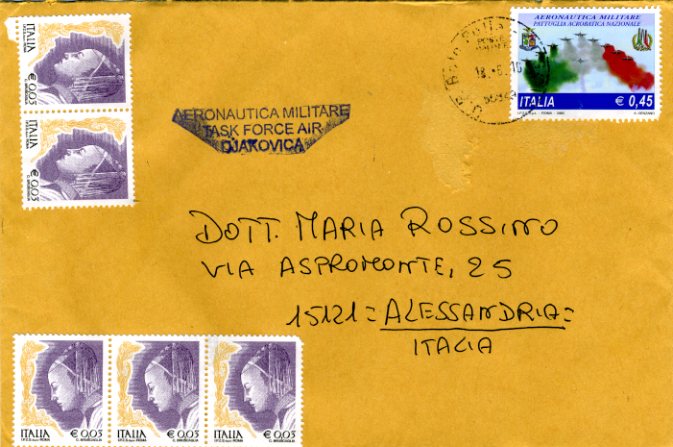 AERONAUTICA MILITARE
PATTUGLIA ACROBATICA NAZIONALE
ITALIA € 0,45
ITALIA
€ 0,03
ITALIA
€ 0,03
AERONAUTICA MILITARE
TASK FORCE AIR
DJAKOVICA
DOTT. MARIA ROSSINO
VIA ASPROMONTE, 25
15121 = ALESSANDRIA =
ITALIA
ITALIA ITALIA ITALIA
€ 0,03 € 0,03 € 0,03